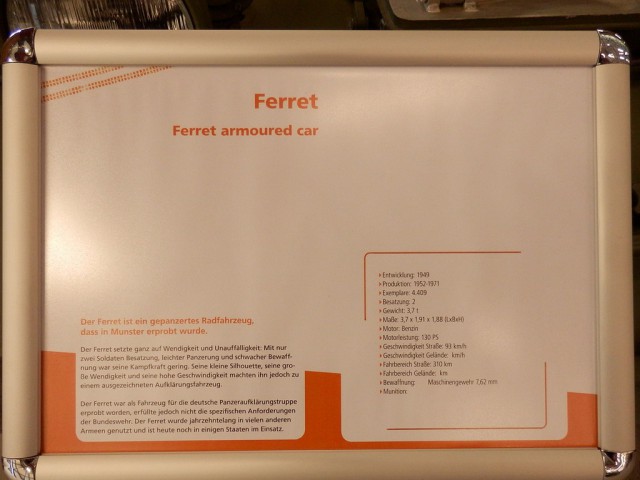 Ferret
Ferret armoured car
Der Ferret ist ein gepanzertes Radfahrzeug,
dass in Munster erprobt wurde.
Der Ferret setzte ganz auf Wendigkeit und Unauffälligkeit: Mit nur
zwei Soldaten Besatzung, leichter Panzerung und schwacher Bewaff-
nung war seine Kampfkraft gering. Seine kleine Silhouette, seine gro-
ße Wendigkeit und seine hohe Geschwindigkeit machten ihn jedoch zu
einem ausgezeichneten Aufklärungsfahrzeug.
Der Ferret war als Fahrzeug für die deutsche Panzeraufklärungstruppe
erprobt worden, erfüllte jedoch nicht die spezifischen Anforderungen
der Bundeswehr. Der Ferret wurde jahrzehntelang in vielen anderen
Armeen genutzt und ist heute noch in einigen Staaten im Einsatz.
Entwicklung: 1949
Produktion: 1952-1971
Exemplare: 4.409
Besatzung: 2
Gewicht: 3,7 t
Maße: 3,7 x 1,91 x 1,88 (LxBxH)
Motor: Benzin
Motorleistung: 130 PS
Geschwindigkeit Straße: 93 km/h
Geschwindigkeit Gelände: km/h
Fahrbereich Straße: 310 km
Fahrbereich Gelände: km
Bewaffnung: Maschinengewehr 7,62 mm
Munition: